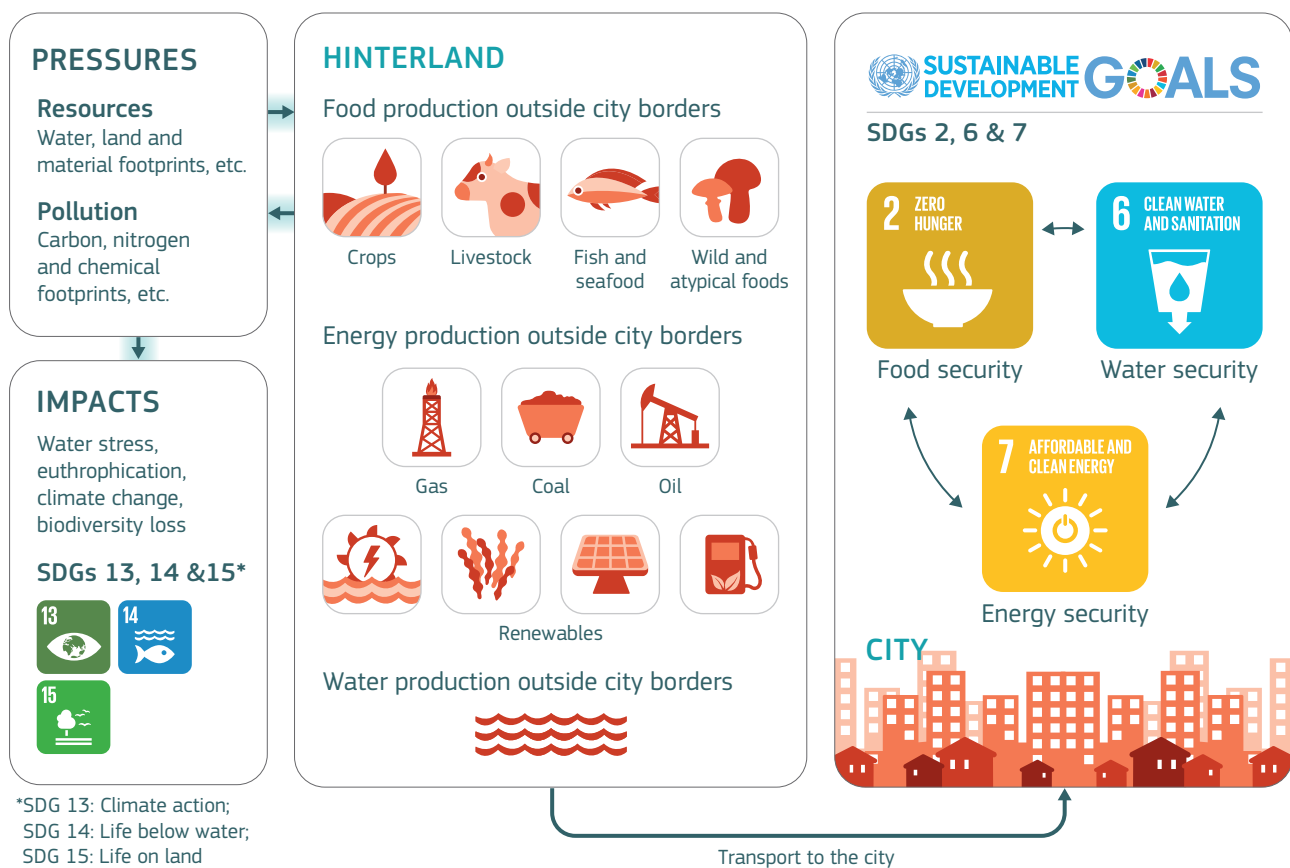 PRESSURES
Resources
Water, land and
material footprints, etc.
Pollution
Carbon, nitrogen
and chemical
footprints, etc.
IMPACTS
Water stress,
euthrophication,
climate change,
biodiversity loss
SDGs 13, 14 &15*
13
14
15
*SDG 13: Climate action;
SDG 14: Life below water;
SDG 15: Life on land
HINTERLAND
Food production outside city borders
Crops
Livestock
Fish and
seafood
Wild and
atypical foods
Energy production outside city borders
Gas
Coal
Oil
Renewables
Water production outside city borders
Transport to the city
SUSTAINABLE
DEVELOPMENT
GOALS
SDGs 2, 6 & 7
2 ZERO
HUNGER
Food security
6 CLEAN WATER
AND SANITATION
Water security
7 AFFORDABLE AND
CLEAN ENERGY
Energy security
CITY